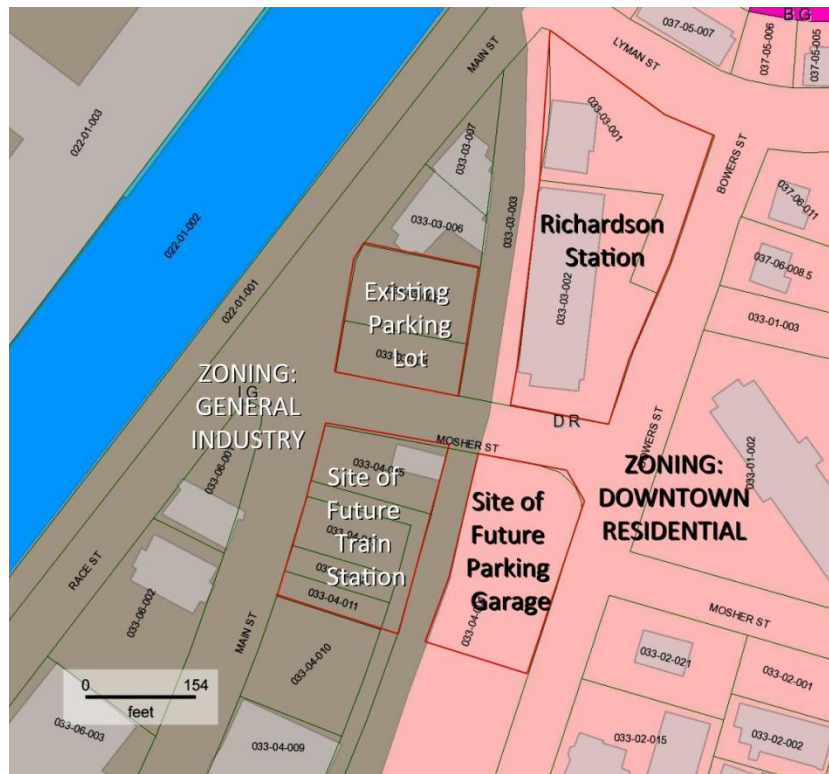 B G
037-05-007
037-05-006
037-05-005
LYMAN ST
MAIN ST
022-01-003
033-03-007
033-03-001
BOWERS ST
033-03-006
033-03-003
037-06-011
022-01-002
Richardson
Station
037-06-008.5
022-01-001
Existing
Parking
Lot
033-03-002
033-01-003
ZONING:
GENERAL
INDUSTRY
I G
D R
MOSHER ST
BOWERS ST
033-01-002
ZONING:
DOWNTOWN
RESIDENTIAL
Site of
Future
Train
Station
Site of
Future
Parking
Garage
RACE ST
033-06-002
033-04-011
MAIN ST
MOSHER ST
033-04-010
033-02-021
033-02-001
0 154
feet
033-06-003
033-04-009
033-02-015
033-02-002